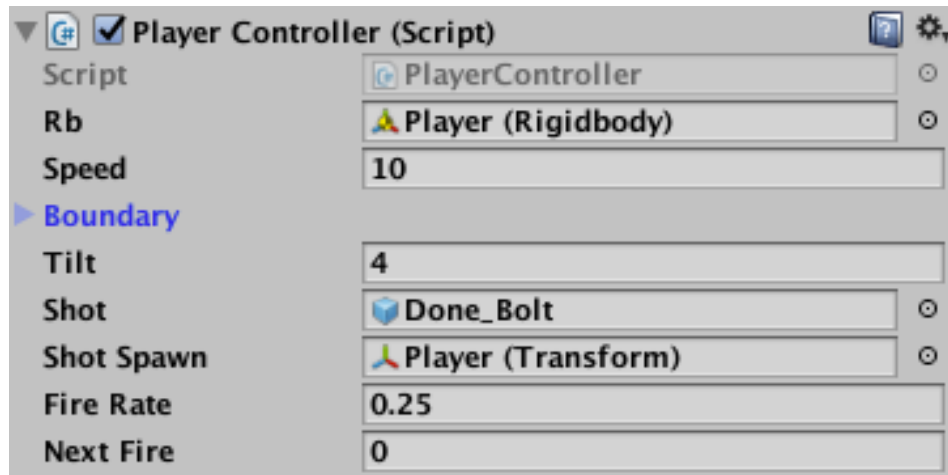 Player Controller (Script)
Script PlayerController
Rb Player (Rigidbody)
Speed 10
Boundary
Tilt 4
Shot Done_Bolt
Shot Spawn Player (Transform)
Fire Rate 0.25
Next Fire 0